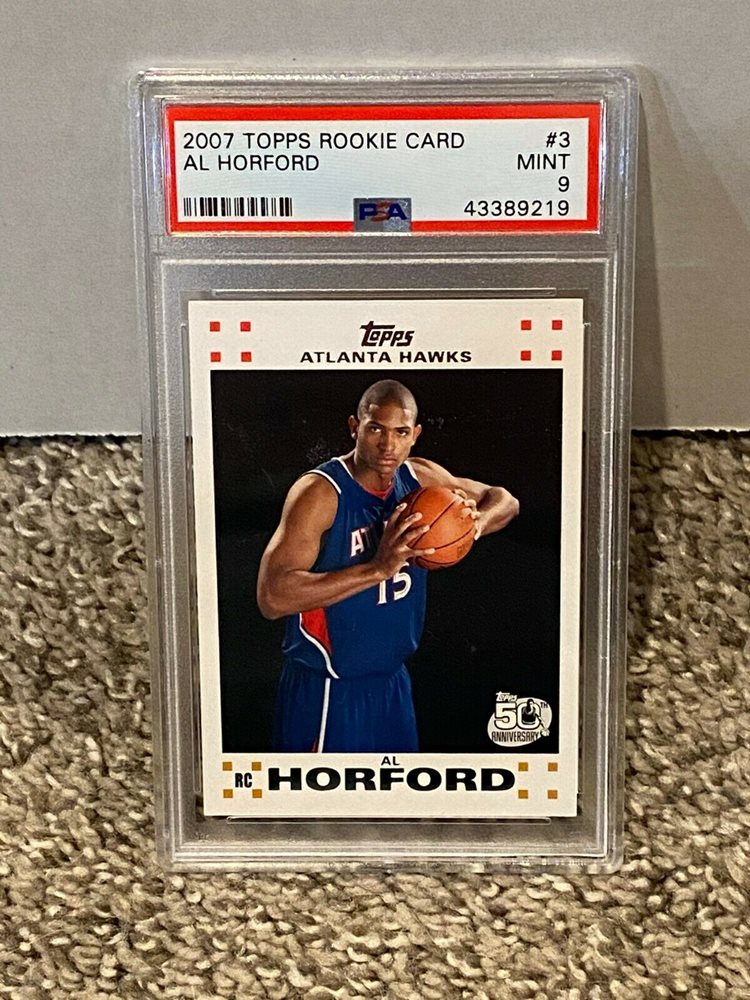 2007 TOPPS ROOKIE CARD #3
AL HORFORD MINT
9
PSA 43389219
Topps
ATLANTA HAWKS
AT
15
Topps
50TH
ANNIVERSARY
AL
RC HORFORD